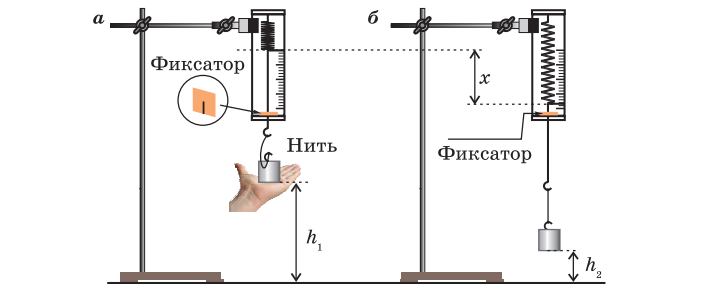 а
Фиксатор
Нить
h₁
б
x
Фиксатор
h₂